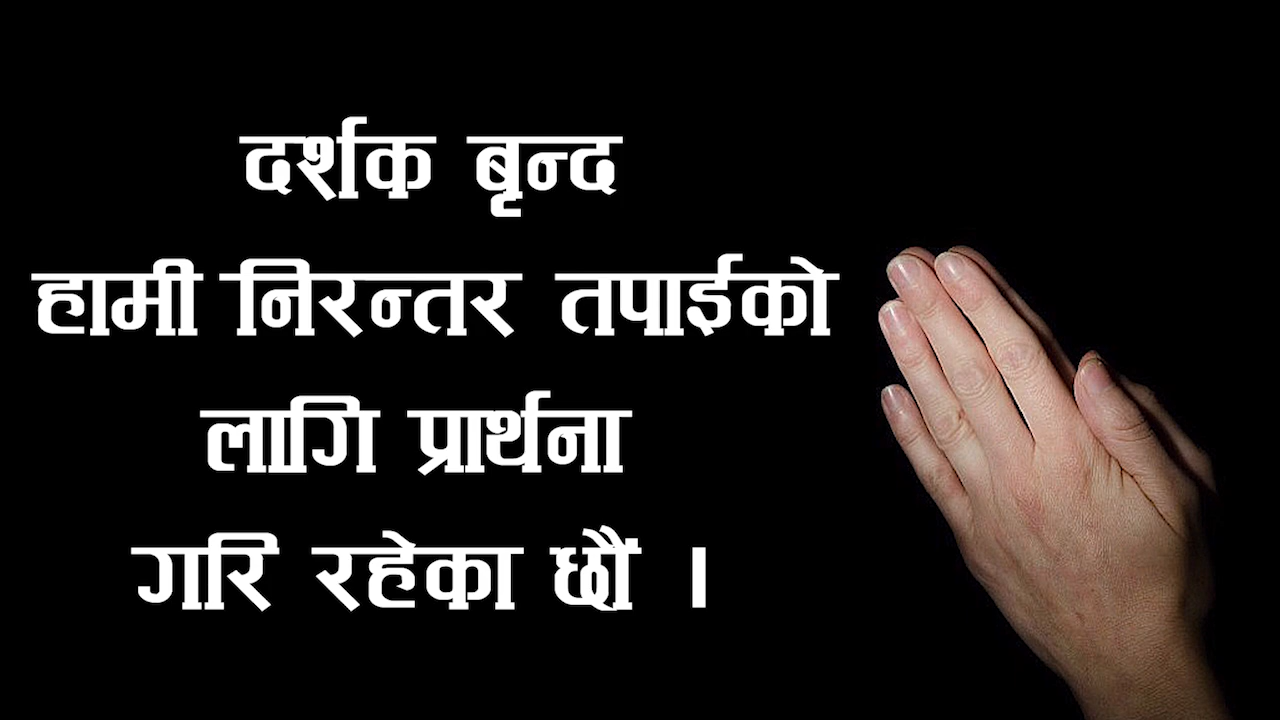 दर्शक बृन्द
हामी निरन्तर तपाईको
लागि प्रार्थना
गरि रहेका छौं ।